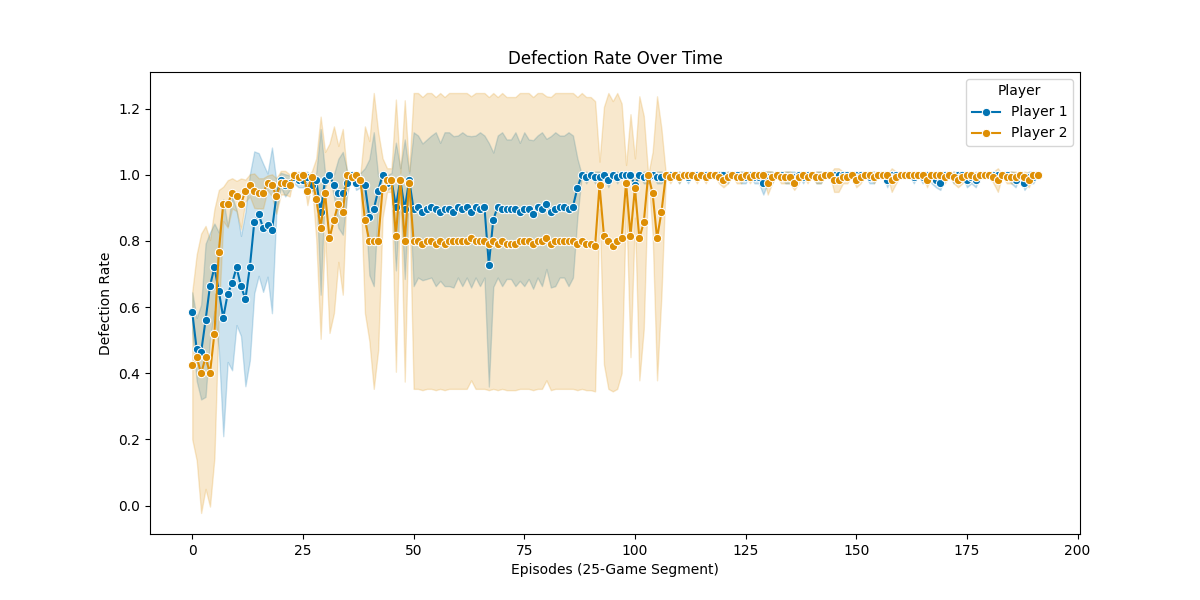 Defection Rate Over Time
Defection Rate
1.2
1.0
0.8
0.6
0.4
0.2
0.0
Player
Player 1
Player 2
0 25 50 75 100 125 150 175 200
Episodes (25-Game Segment)